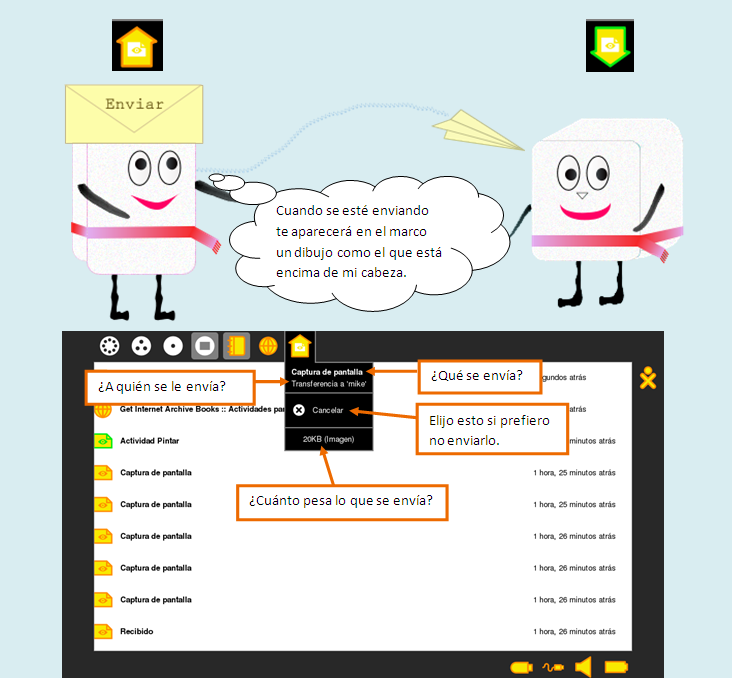 Enviar
Cuando se esté enviando
te aparecerá en el marco
un dibujo como el que está
encima de mi cabeza.
Captura de pantalla
Transferencia a 'mike'
Cancelar
20KB (Imagen)
¿A quién se le envía?
¿Qué se envía?
Elijo esto si prefiero
no enviarlo.
¿Cuánto pesa lo que se envía?
gundos atrás
Get Internet Archive Books :: Actividades par
atrás
Actividad Pintar
minutos atrás
Captura de pantalla
1 hora, 25 minutos atrás
Captura de pantalla
1 hora, 25 minutos atrás
Captura de pantalla
1 hora, 26 minutos atrás
Captura de pantalla
1 hora, 26 minutos atrás
Captura de pantalla
1 hora, 26 minutos atrás
Recibido
1 hora, 26 minutos atrás